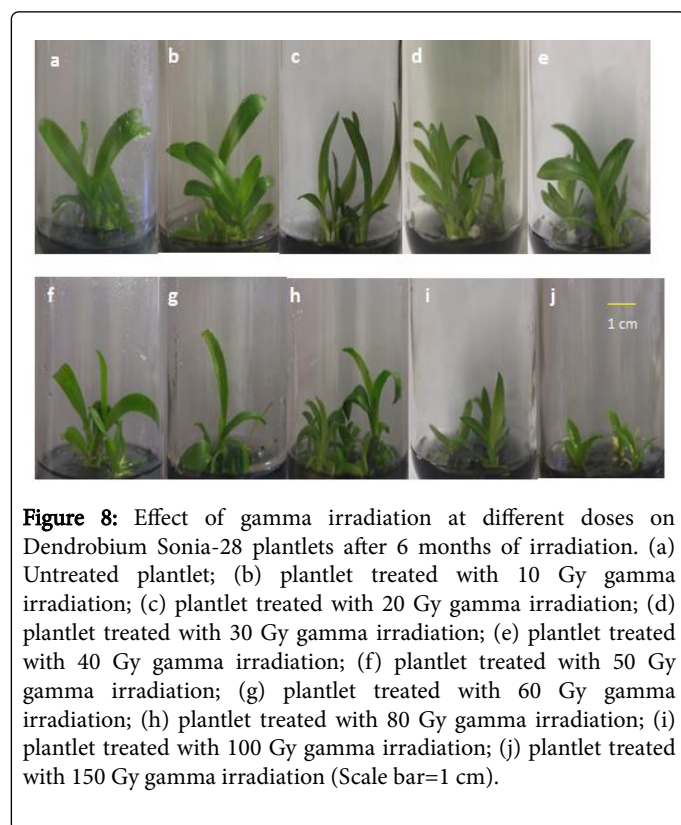 a b c d e
f g h i j
1 cm
Figure 8: Effect of gamma irradiation at different doses on
Dendrobium Sonia-28 plantlets after 6 months of irradiation. (a)
Untreated plantlet; (b) plantlet treated with 10 Gy gamma
irradiation; (c) plantlet treated with 20 Gy gamma irradiation; (d)
plantlet treated with 30 Gy gamma irradiation; (e) plantlet treated
with 40 Gy gamma irradiation; (f) plantlet treated with 50 Gy
gamma irradiation; (g) plantlet treated with 60 Gy gamma
irradiation; (h) plantlet treated with 80 Gy gamma irradiation; (i)
plantlet treated with 100 Gy gamma irradiation; (j) plantlet treated
with 150 Gy gamma irradiation (Scale bar=1 cm).